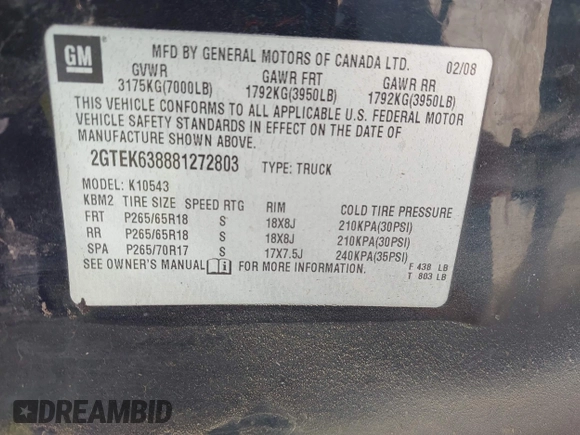 GM
MFD BY GENERAL MOTORS OF CANADA LTD. 02/08
GVWR GAWR FRT GAWR RR
3175KG(7000LB) 1792KG(3950LB) 1792KG(3950LB)
THIS VEHICLE CONFORMS TO ALL APPLICABLE U.S. FEDERAL MOTOR
VEHICLE SAFETY STANDARDS IN EFFECT ON THE DATE OF
MANUFACTURE SHOWN ABOVE.
2GTEK638881272803 TYPE: TRUCK
MODEL: K10543
KBM2 TIRE SIZE SPEED RTG RIM COLD TIRE PRESSURE
FRT P265/65R18 S 18X8J 210KPA(30PSI)
RR P265/65R18 S 18X8J 210KPA(30PSI)
SPA P265/70R17 S 17X7.5J 240KPA(35PSI)
SEE OWNER'S MANUAL FOR MORE INFORMATION. F 438 LB
T 803 LB
DREAMBID